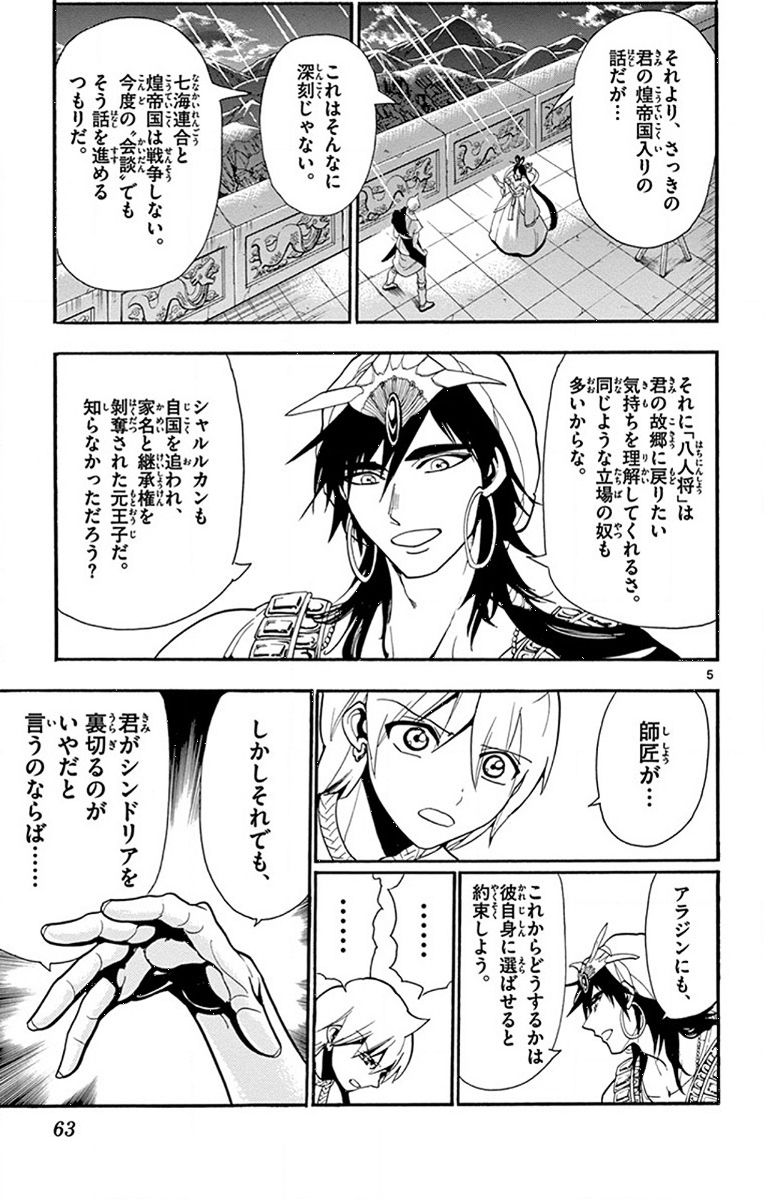 それより、さっきの
君の煌帝国入りの
話だが…
これはそんなに
深刻じゃない。
七海連合と
煌帝国は戦争しない。
今度の〝会談〟でも
そう話を進める
つもりだ。
それに「八人将」は
君の故郷に戻りたい
気持ちを理解してくれるさ。
同じような立場の奴も
多いからな。
シャルルカンも
自国を追われ、
家名と継承権を
剝奪された元王子だ。
知らなかっただろう?
5
師匠が…
アラジンにも、
これからどうするかは
彼自身に選ばせると
約束しよう。
……
……
しかしそれでも、
君がシンドリアを
裏切るのが
いやだと
言うのならば……
63